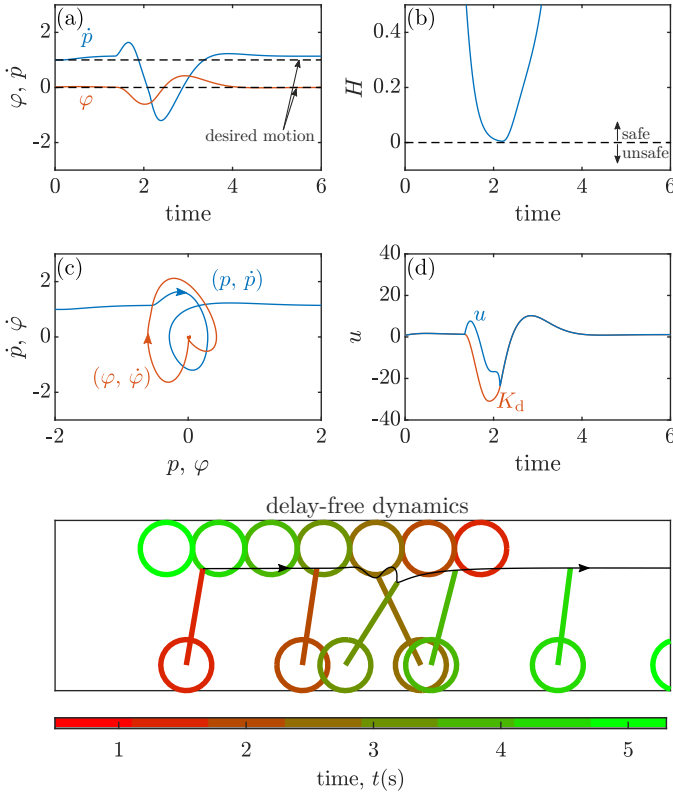 (a)
ṗ
φ
desired motion
φ, ṗ
2
0
-2
0 2 4 6
time
(b)
H
0.4
0.2
0
safe
unsafe
0 2 4 6
time
(c)
(p, ṗ)
(φ, φ̇)
ṗ, φ̇
2
0
-2
-2 0 2
p, φ
(d)
u
K_d
u
40
20
0
-20
-40
0 2 4 6
time
delay-free dynamics
1 2 3 4 5
time, t(s)